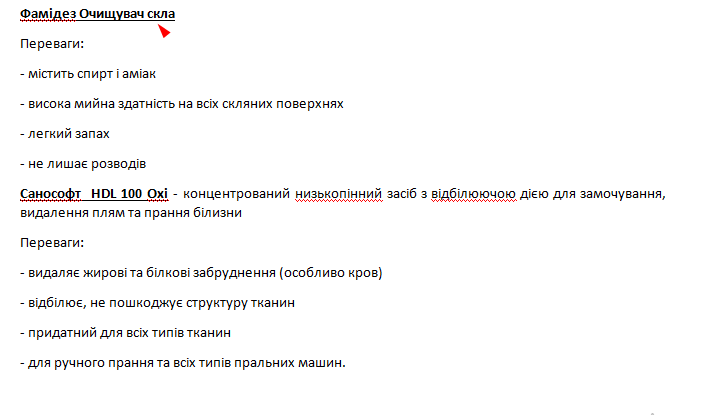 Фамідез Очищувач скла
Переваги:
- містить спирт і аміак
- висока мийна здатність на всіх скляних поверхнях
- легкий запах
- не лишає розводів
Санософт  HDL 100 Oxi - концентрований низькопінний засіб з відбілюючою дією для замочування,
видалення плям та прання білизни
Переваги:
- видаляє жирові та білкові забруднення (особливо кров)
- відбілює, не пошкоджує структуру тканин
- придатний для всіх типів тканин
- для ручного прання та всіх типів пральних машин.